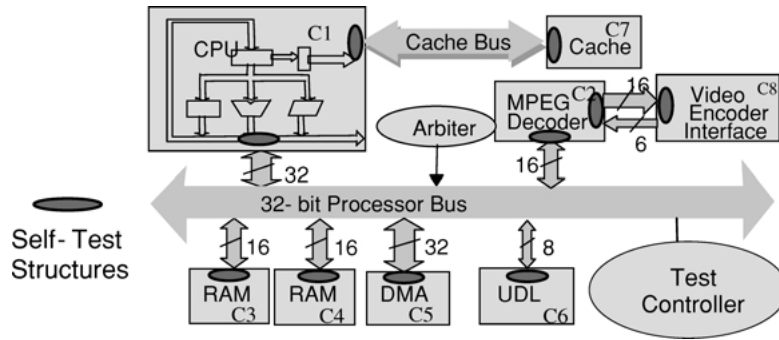 CPU
C1
Cache Bus
C7
Cache
C2
MPEG
Decoder
16
6
C8
Video
Encoder
Interface
Arbiter
32
16
32- bit Processor Bus
Self- Test
Structures
16
16
32
8
RAM
C3
RAM
C4
DMA
C5
UDL
C6
Test
Controller